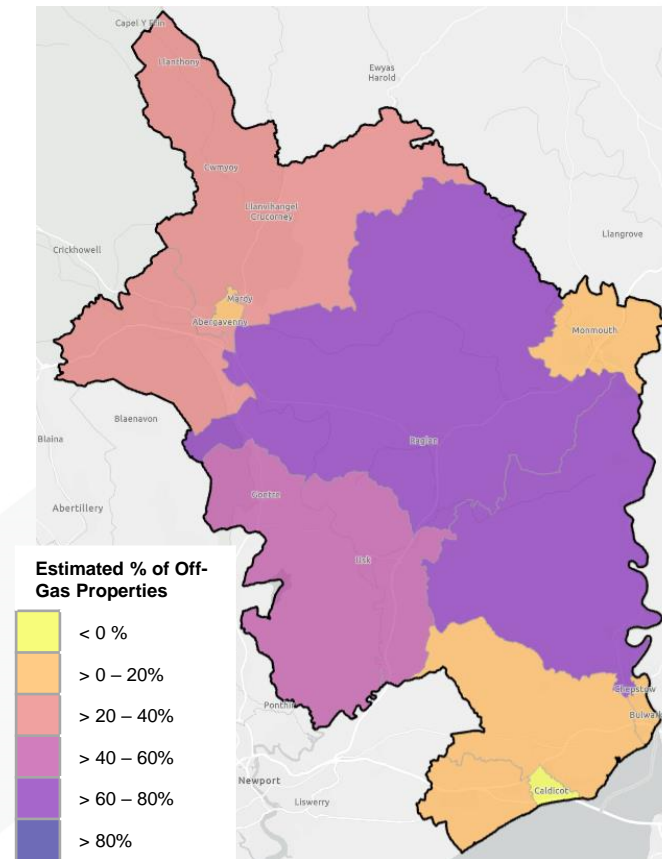 Capel Y Ffin
Llanthony
Ewyas
Harold
Cwmyoy
Llanvihangel
Crucorney
Llangrove
Crickhowell
Mardy
Abergavenny
Monmouth
Blaenavon
Blaina
Raglan
Abertillery
Goetre
Usk
Estimated % of Off-
Gas Properties
< 0 %
> 0 – 20%
> 20 – 40%
> 40 – 60%
> 60 – 80%
> 80%
Chepstow
Bulwark
Newport
Caldicot
Liswerry